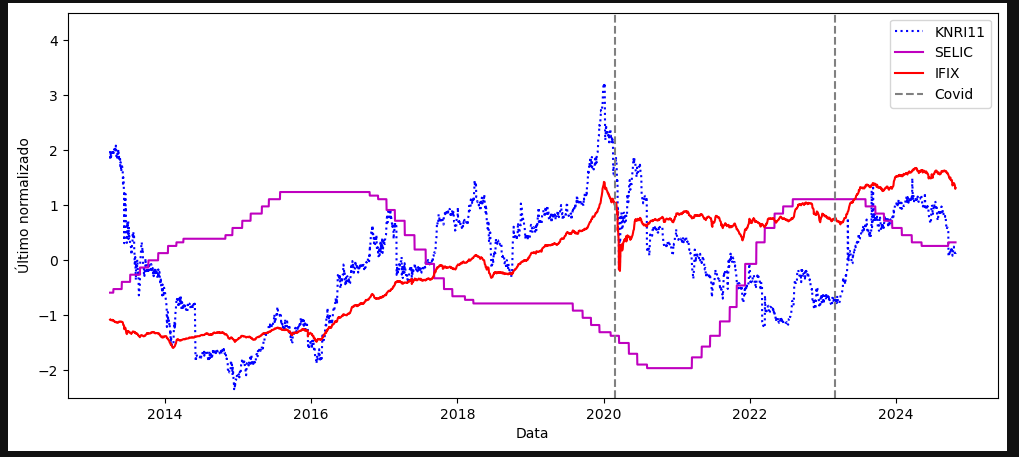 KNRI11
SELIC
IFIX
Covid
4
3
2
1
0
−1
−2
Último normalizado
2014 2016 2018 2020 2022 2024
Data